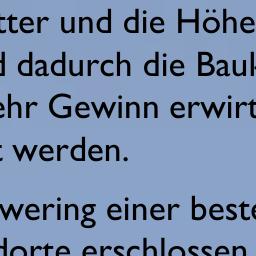 tter und die Höhe
d dadurch die Bauk
ehr Gewinn erwirt
t werden.
wering einer beste
dorte erschlossen